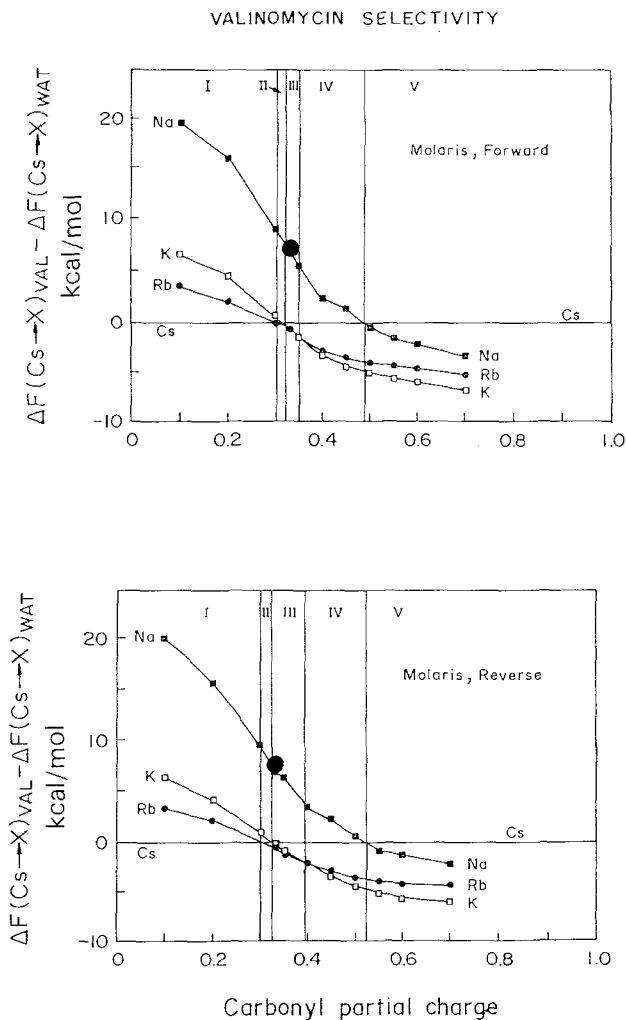 VALINOMYCIN SELECTIVITY
ΔF(Cs→X)VAL−ΔF(Cs→X)WAT
kcal/mol
I II III IV V
Na
Molaris, Forward
K
Rb
Cs
Cs
Na
Rb
K
20
10
0
-10
0 0.2 0.4 0.6 0.8 1.0
ΔF(Cs→X)VAL−ΔF(Cs→X)WAT
kcal/mol
I II III IV V
Na
Molaris, Reverse
K
Rb
Cs
Cs
Na
Rb
K
20
10
0
-10
0 0.2 0.4 0.6 0.8 1.0
Carbonyl partial charge